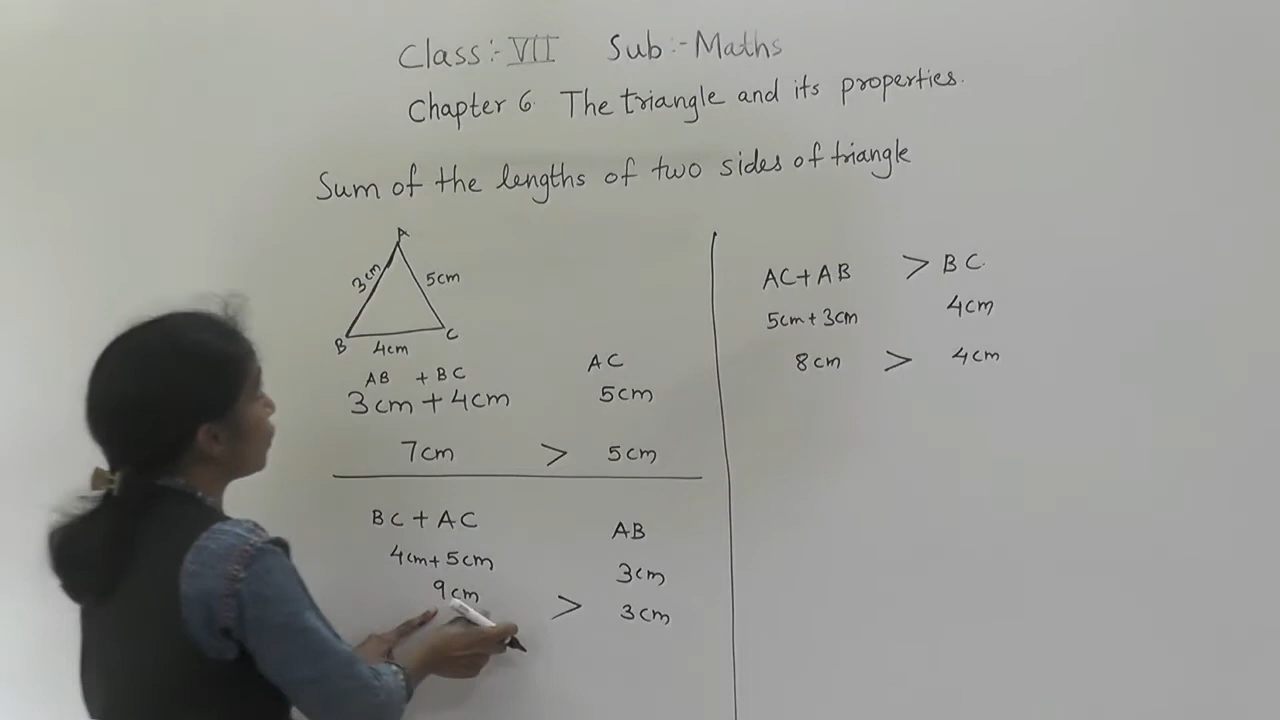 Class:- VII Sub:- Maths
Chapter 6. The triangle and its properties.
Sum of the lengths of two sides of triangle
A
3cm 5cm
B C
4cm
AB + BC AC
3cm + 4cm 5cm
7cm > 5cm
BC + AC AB
4cm + 5cm 3cm
9cm > 3cm
AC + AB > BC.
5cm + 3cm 4cm
8cm > 4cm